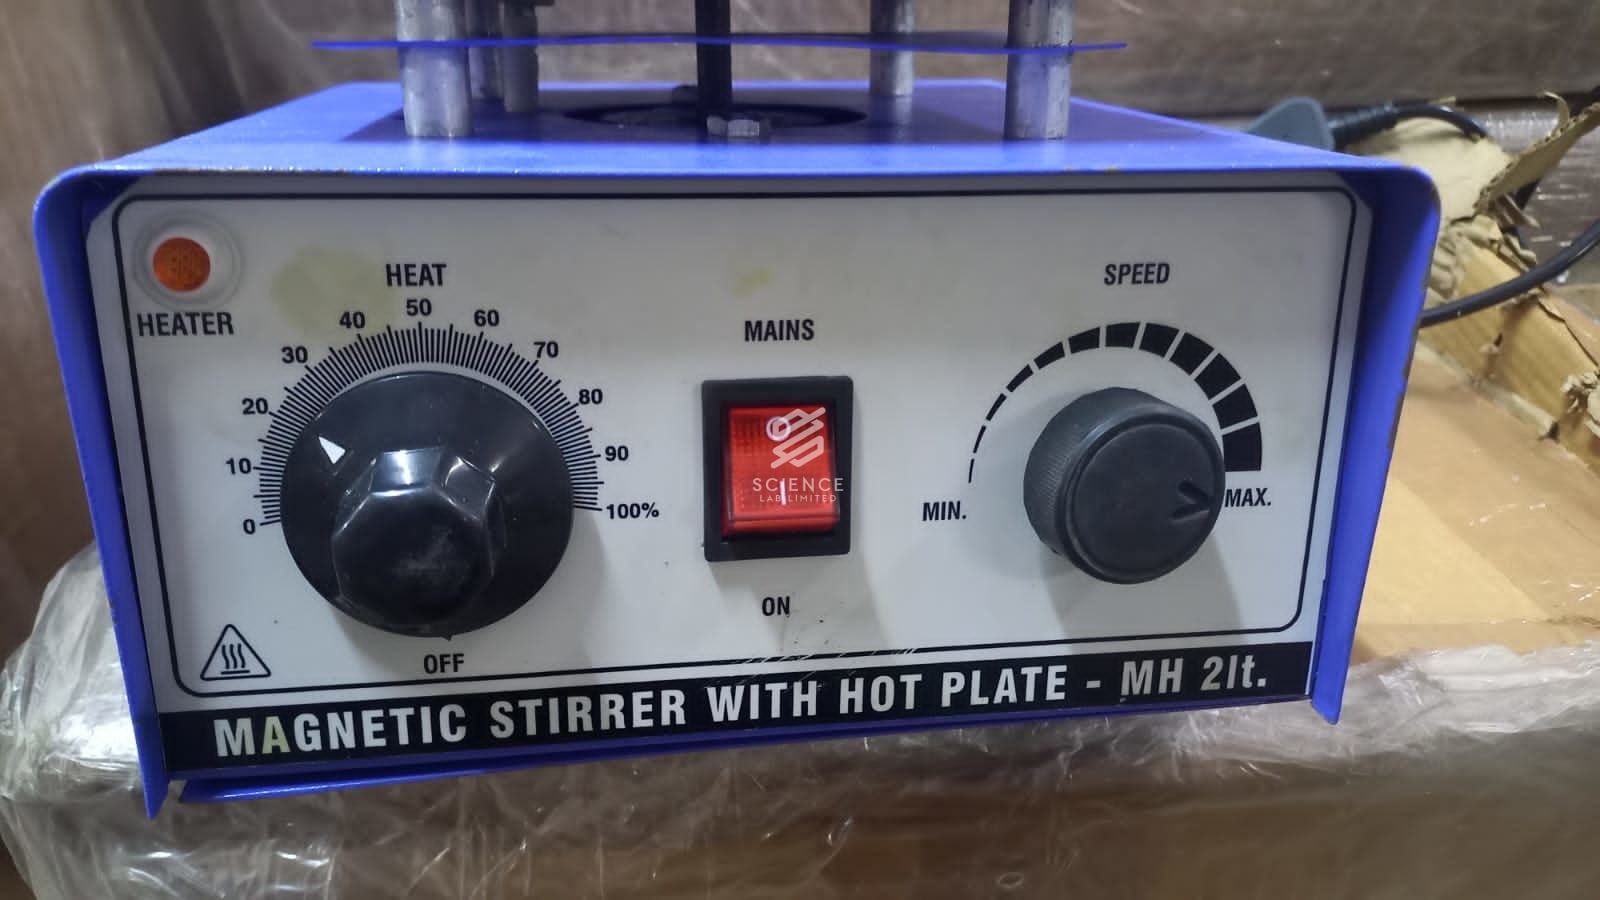 HEATER
HEAT
0
10
20
30
40
50
60
70
80
90
100%
OFF
MAINS
SCIENCE
LAB LIMITED
ON
SPEED
MIN.
MAX.
MAGNETIC STIRRER WITH HOT PLATE - MH 2lt.